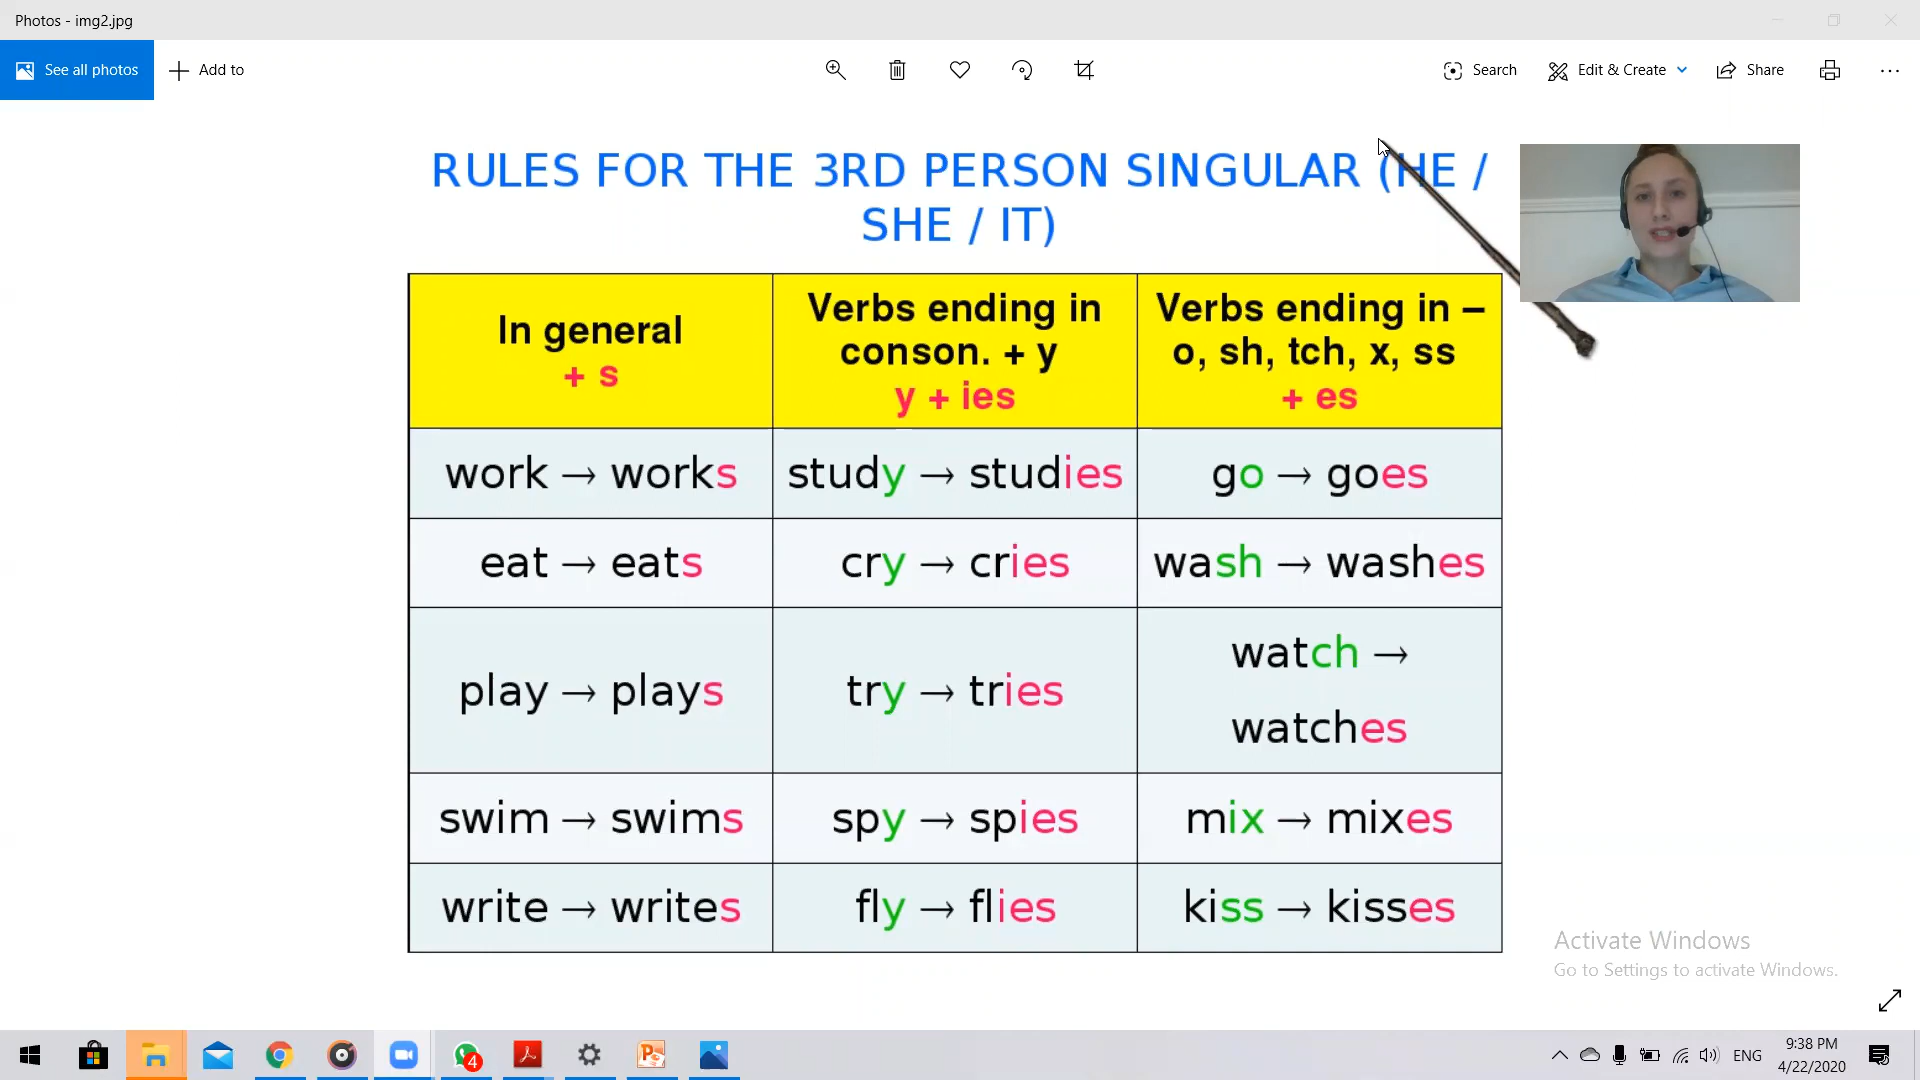 Photos - img2.jpg
See all photos
Add to
Search
Edit & Create
Share
RULES FOR THE 3RD PERSON SINGULAR (HE /
SHE / IT)
In general
+ s
Verbs ending in
conson. + y
y + ies
Verbs ending in –
o, sh, tch, x, ss
+ es
work → works
study → studies
go → goes
eat → eats
cry → cries
wash → washes
play → plays
try → tries
watch →
watches
swim → swims
spy → spies
mix → mixes
write → writes
fly → flies
kiss → kisses
Activate Windows
Go to Settings to activate Windows.
4
ENG
9:38 PM
4/22/2020